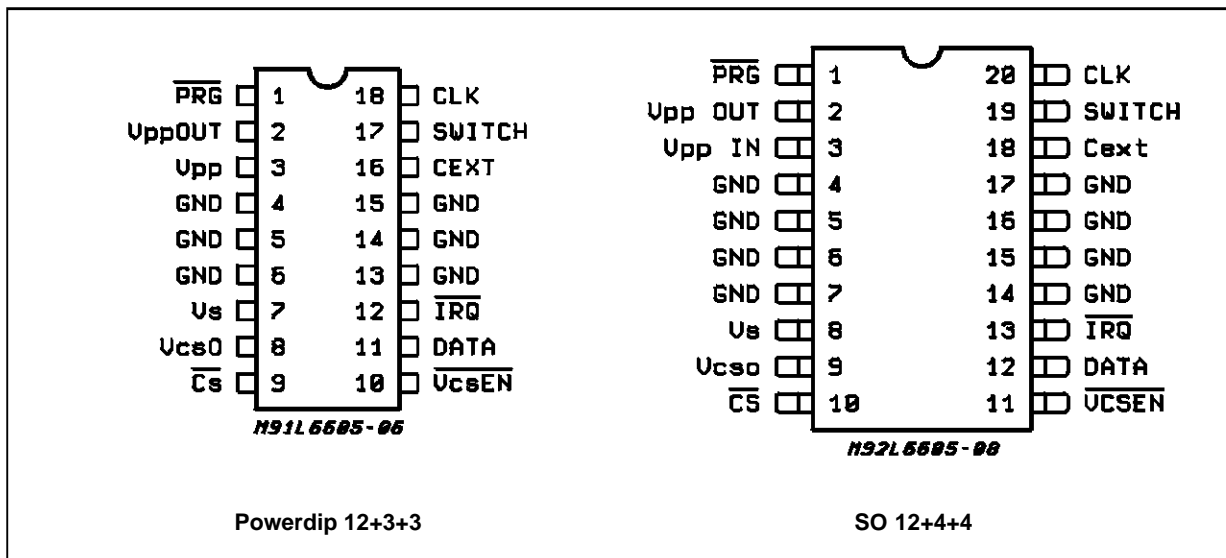 PRG 1 18 CLK
VppOUT 2 17 SWITCH
Vpp 3 16 CEXT
GND 4 15 GND
GND 5 14 GND
GND 6 13 GND
Vs 7 12 IRQ
VcsO 8 11 DATA
Cs 9 10 VcsEN
M91L6605-06
Powerdip 12+3+3
PRG 1 20 CLK
Vpp OUT 2 19 SWITCH
Vpp IN 3 18 Cext
GND 4 17 GND
GND 5 16 GND
GND 6 15 GND
GND 7 14 GND
Vs 8 13 IRQ
Vcso 9 12 DATA
CS 10 11 VCSEN
M92L6605-08
SO 12+4+4